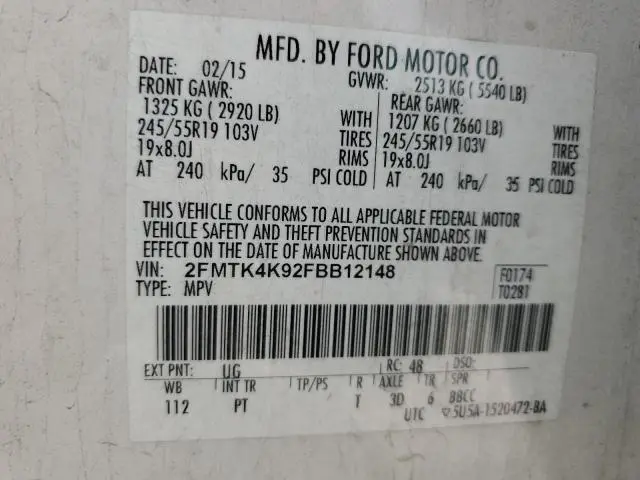 MFD. BY FORD MOTOR CO.
DATE: 02/15 GVWR: 2513 KG (5540 LB)
FRONT GAWR: REAR GAWR:
1325 KG (2920 LB) WITH 1207 KG (2660 LB) WITH
245/55R19 103V TIRES 245/55R19 103V TIRES
19x8.0J RIMS 19x8.0J RIMS
AT 240 kPa/ 35 PSI COLD AT 240 kPa/ 35 PSI COLD
THIS VEHICLE CONFORMS TO ALL APPLICABLE FEDERAL MOTOR
VEHICLE SAFETY AND THEFT PREVENTION STANDARDS IN
EFFECT ON THE DATE OF MANUFACTURE SHOWN ABOVE.
VIN: 2FMTK4K92FBB12148 F0174
TYPE: MPV T0281
EXT PNT: UG RC: 48 DSO:
WB INT TR TP/PS R AXLE TR SPR
112 PT T 3D 6 BBCC
UTC ▽5U5A-1520472-BA